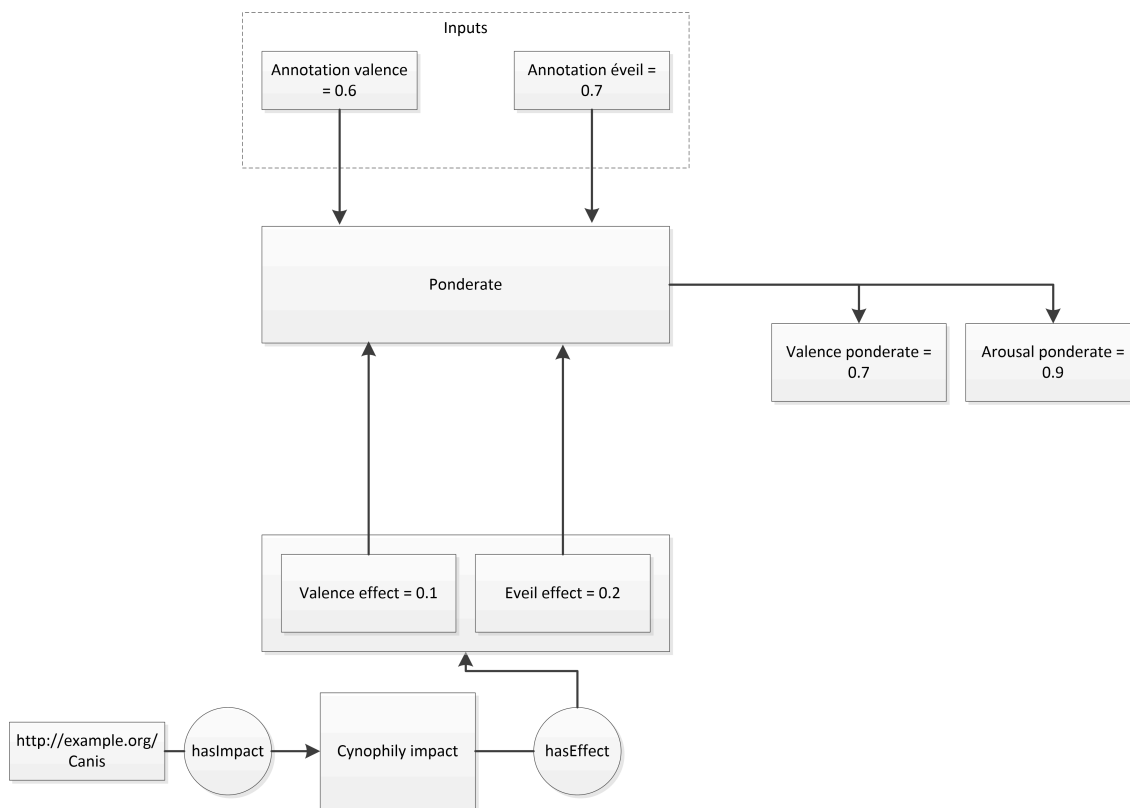 Inputs
Annotation valence
= 0.6
Annotation éveil =
0.7
Ponderate
Valence ponderate =
0.7
Arousal ponderate =
0.9
Valence effect = 0.1
Eveil effect = 0.2
http://example.org/
Canis
hasImpact
Cynophily impact
hasEffect